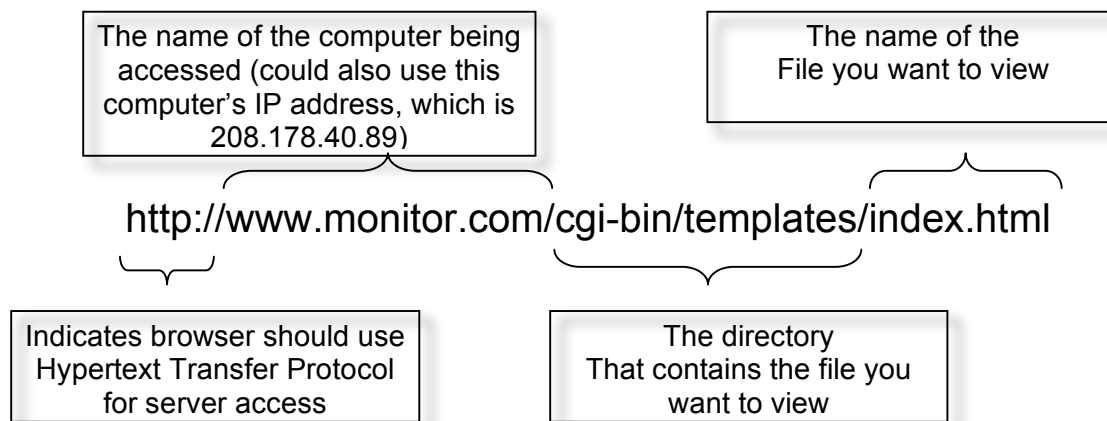 The name of the computer being
accessed (could also use this
computer’s IP address, which is
208.178.40.89)
The name of the
File you want to view
http://www.monitor.com/cgi-bin/templates/index.html
Indicates browser should use
Hypertext Transfer Protocol
for server access
The directory
That contains the file you
want to view